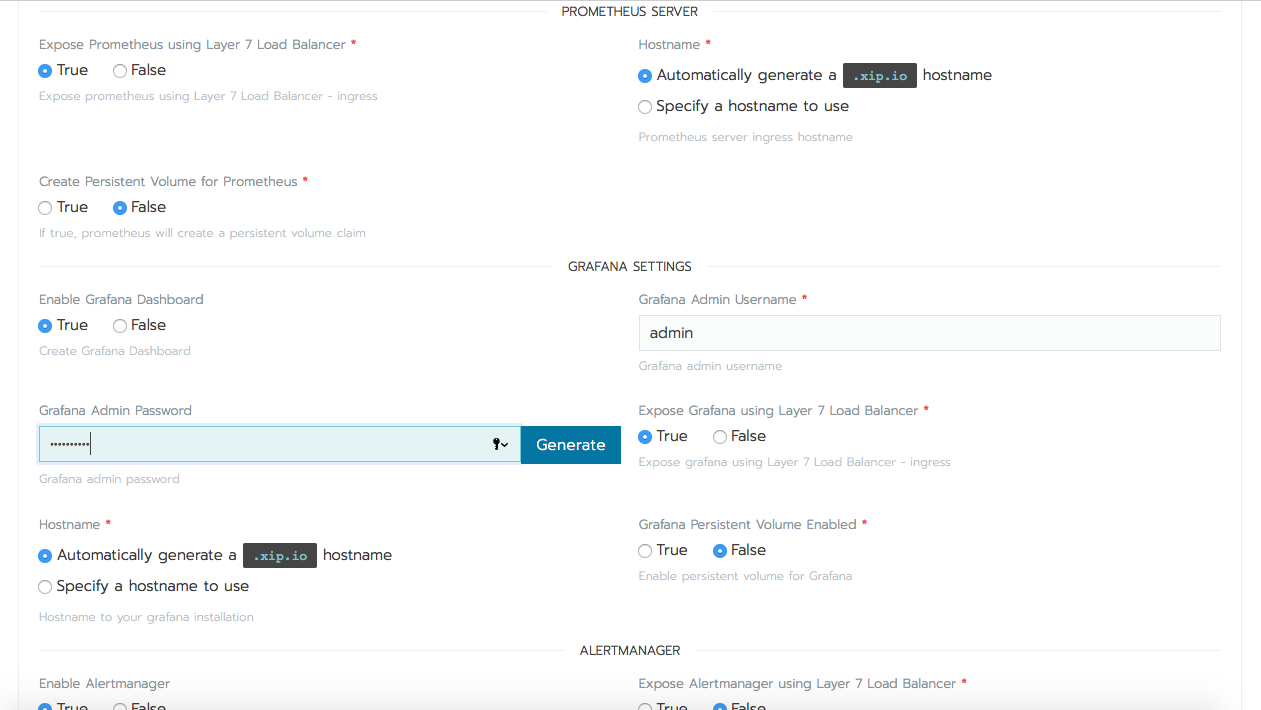 PROMETHEUS SERVER
Expose Prometheus using Layer 7 Load Balancer *
True False
Expose prometheus using Layer 7 Load Balancer - ingress
Hostname *
Automatically generate a .xip.io hostname
Specify a hostname to use
Prometheus server ingress hostname
Create Persistent Volume for Prometheus *
True False
If true, prometheus will create a persistent volume claim
GRAFANA SETTINGS
Enable Grafana Dashboard
True False
Create Grafana Dashboard
Grafana Admin Username *
admin
Grafana admin username
Grafana Admin Password
•••••••••• Generate
Grafana admin password
Expose Grafana using Layer 7 Load Balancer *
True False
Expose grafana using Layer 7 Load Balancer - ingress
Hostname *
Automatically generate a .xip.io hostname
Specify a hostname to use
Hostname to your grafana installation
Grafana Persistent Volume Enabled *
True False
Enable persistent volume for Grafana
ALERTMANAGER
Enable Alertmanager
True False
Expose Alertmanager using Layer 7 Load Balancer *
True False